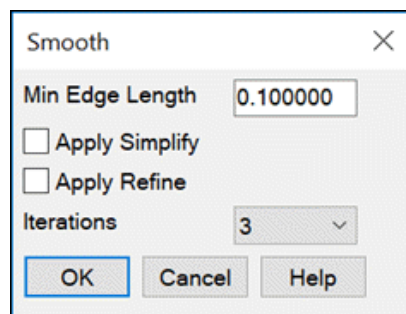 Smooth
Min Edge Length 0.100000
Apply Simplify
Apply Refine
Iterations 3
OK Cancel Help